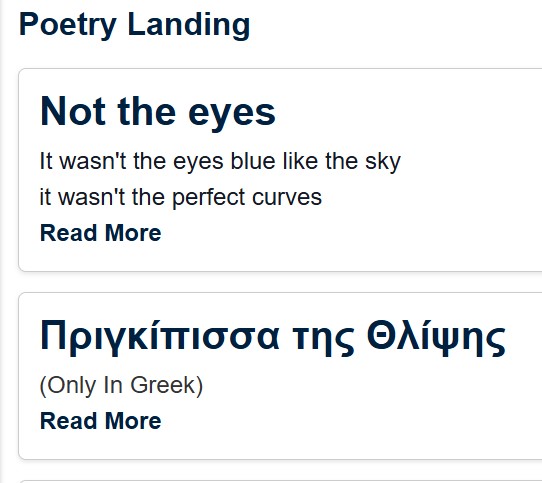 Poetry Landing
Not the eyes
It wasn't the eyes blue like the sky
it wasn't the perfect curves
Read More
Πριγκίπισσα της Θλίψης
(Only In Greek)
Read More